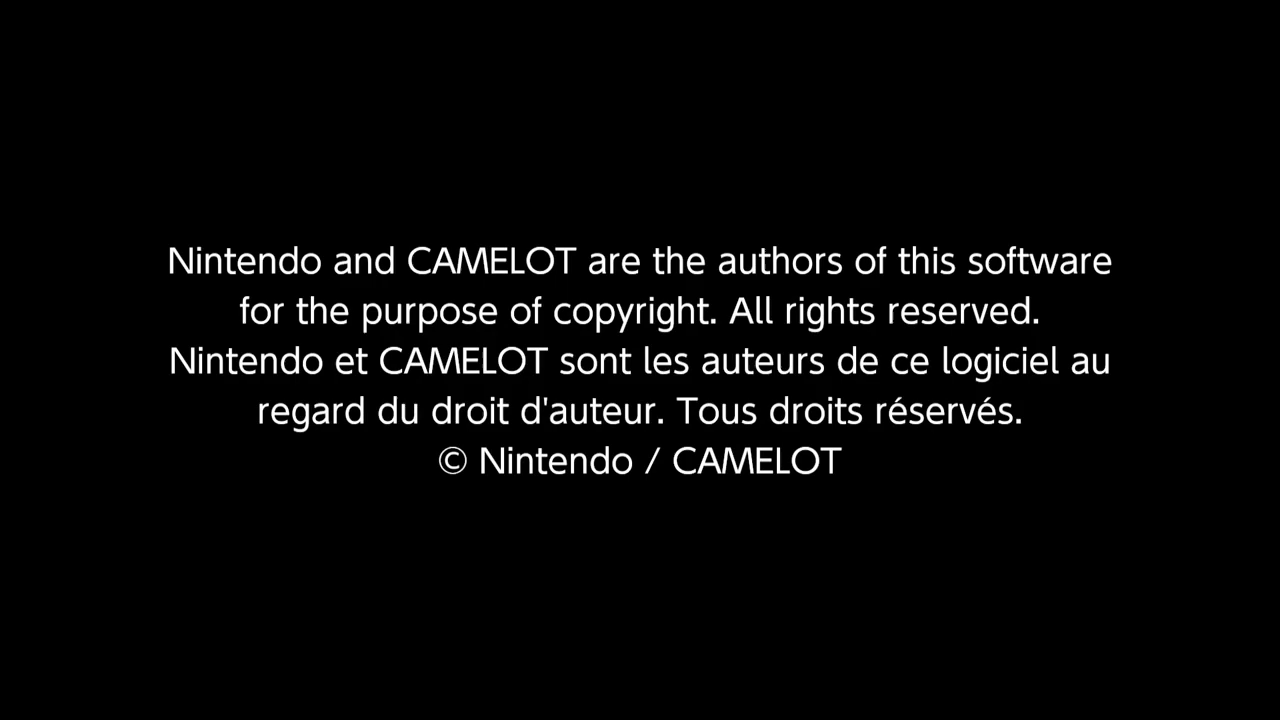 Nintendo and CAMELOT are the authors of this software
for the purpose of copyright. All rights reserved.
Nintendo et CAMELOT sont les auteurs de ce logiciel au
regard du droit d'auteur. Tous droits réservés.
© Nintendo / CAMELOT